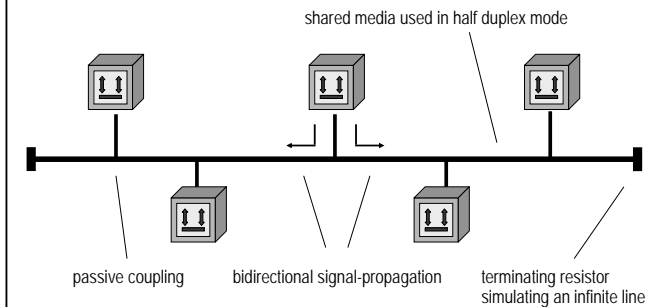 shared media used in half duplex mode
passive coupling
bidirectional signal-propagation
terminating resistor
simulating an infinite line